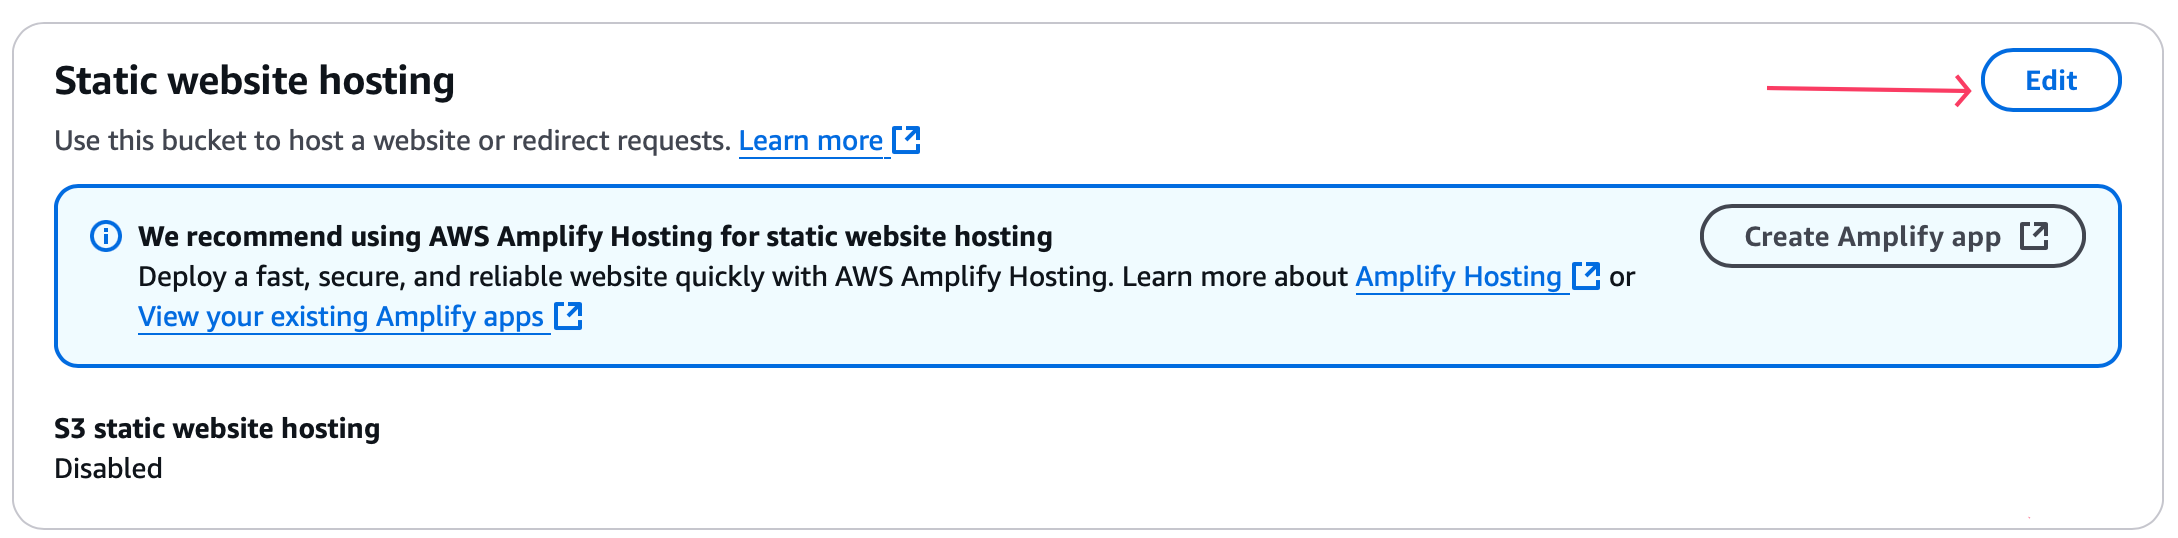 Static website hosting
Edit
Use this bucket to host a website or redirect requests. Learn more
We recommend using AWS Amplify Hosting for static website hosting
Create Amplify app
Deploy a fast, secure, and reliable website quickly with AWS Amplify Hosting. Learn more about Amplify Hosting or
View your existing Amplify apps
S3 static website hosting
Disabled